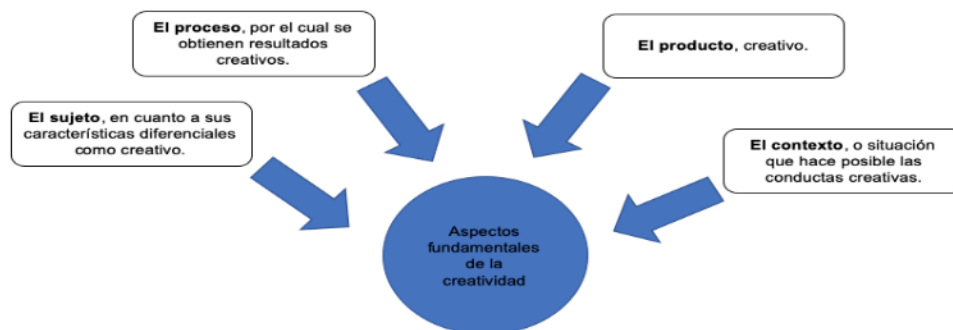 El proceso, por el cual se
obtienen resultados
creativos.
El producto, creativo.
El sujeto, en cuanto a sus
características diferenciales
como creativo.
El contexto, o situación
que hace posible las
conductas creativas.
Aspectos
fundamentales
de la
creatividad